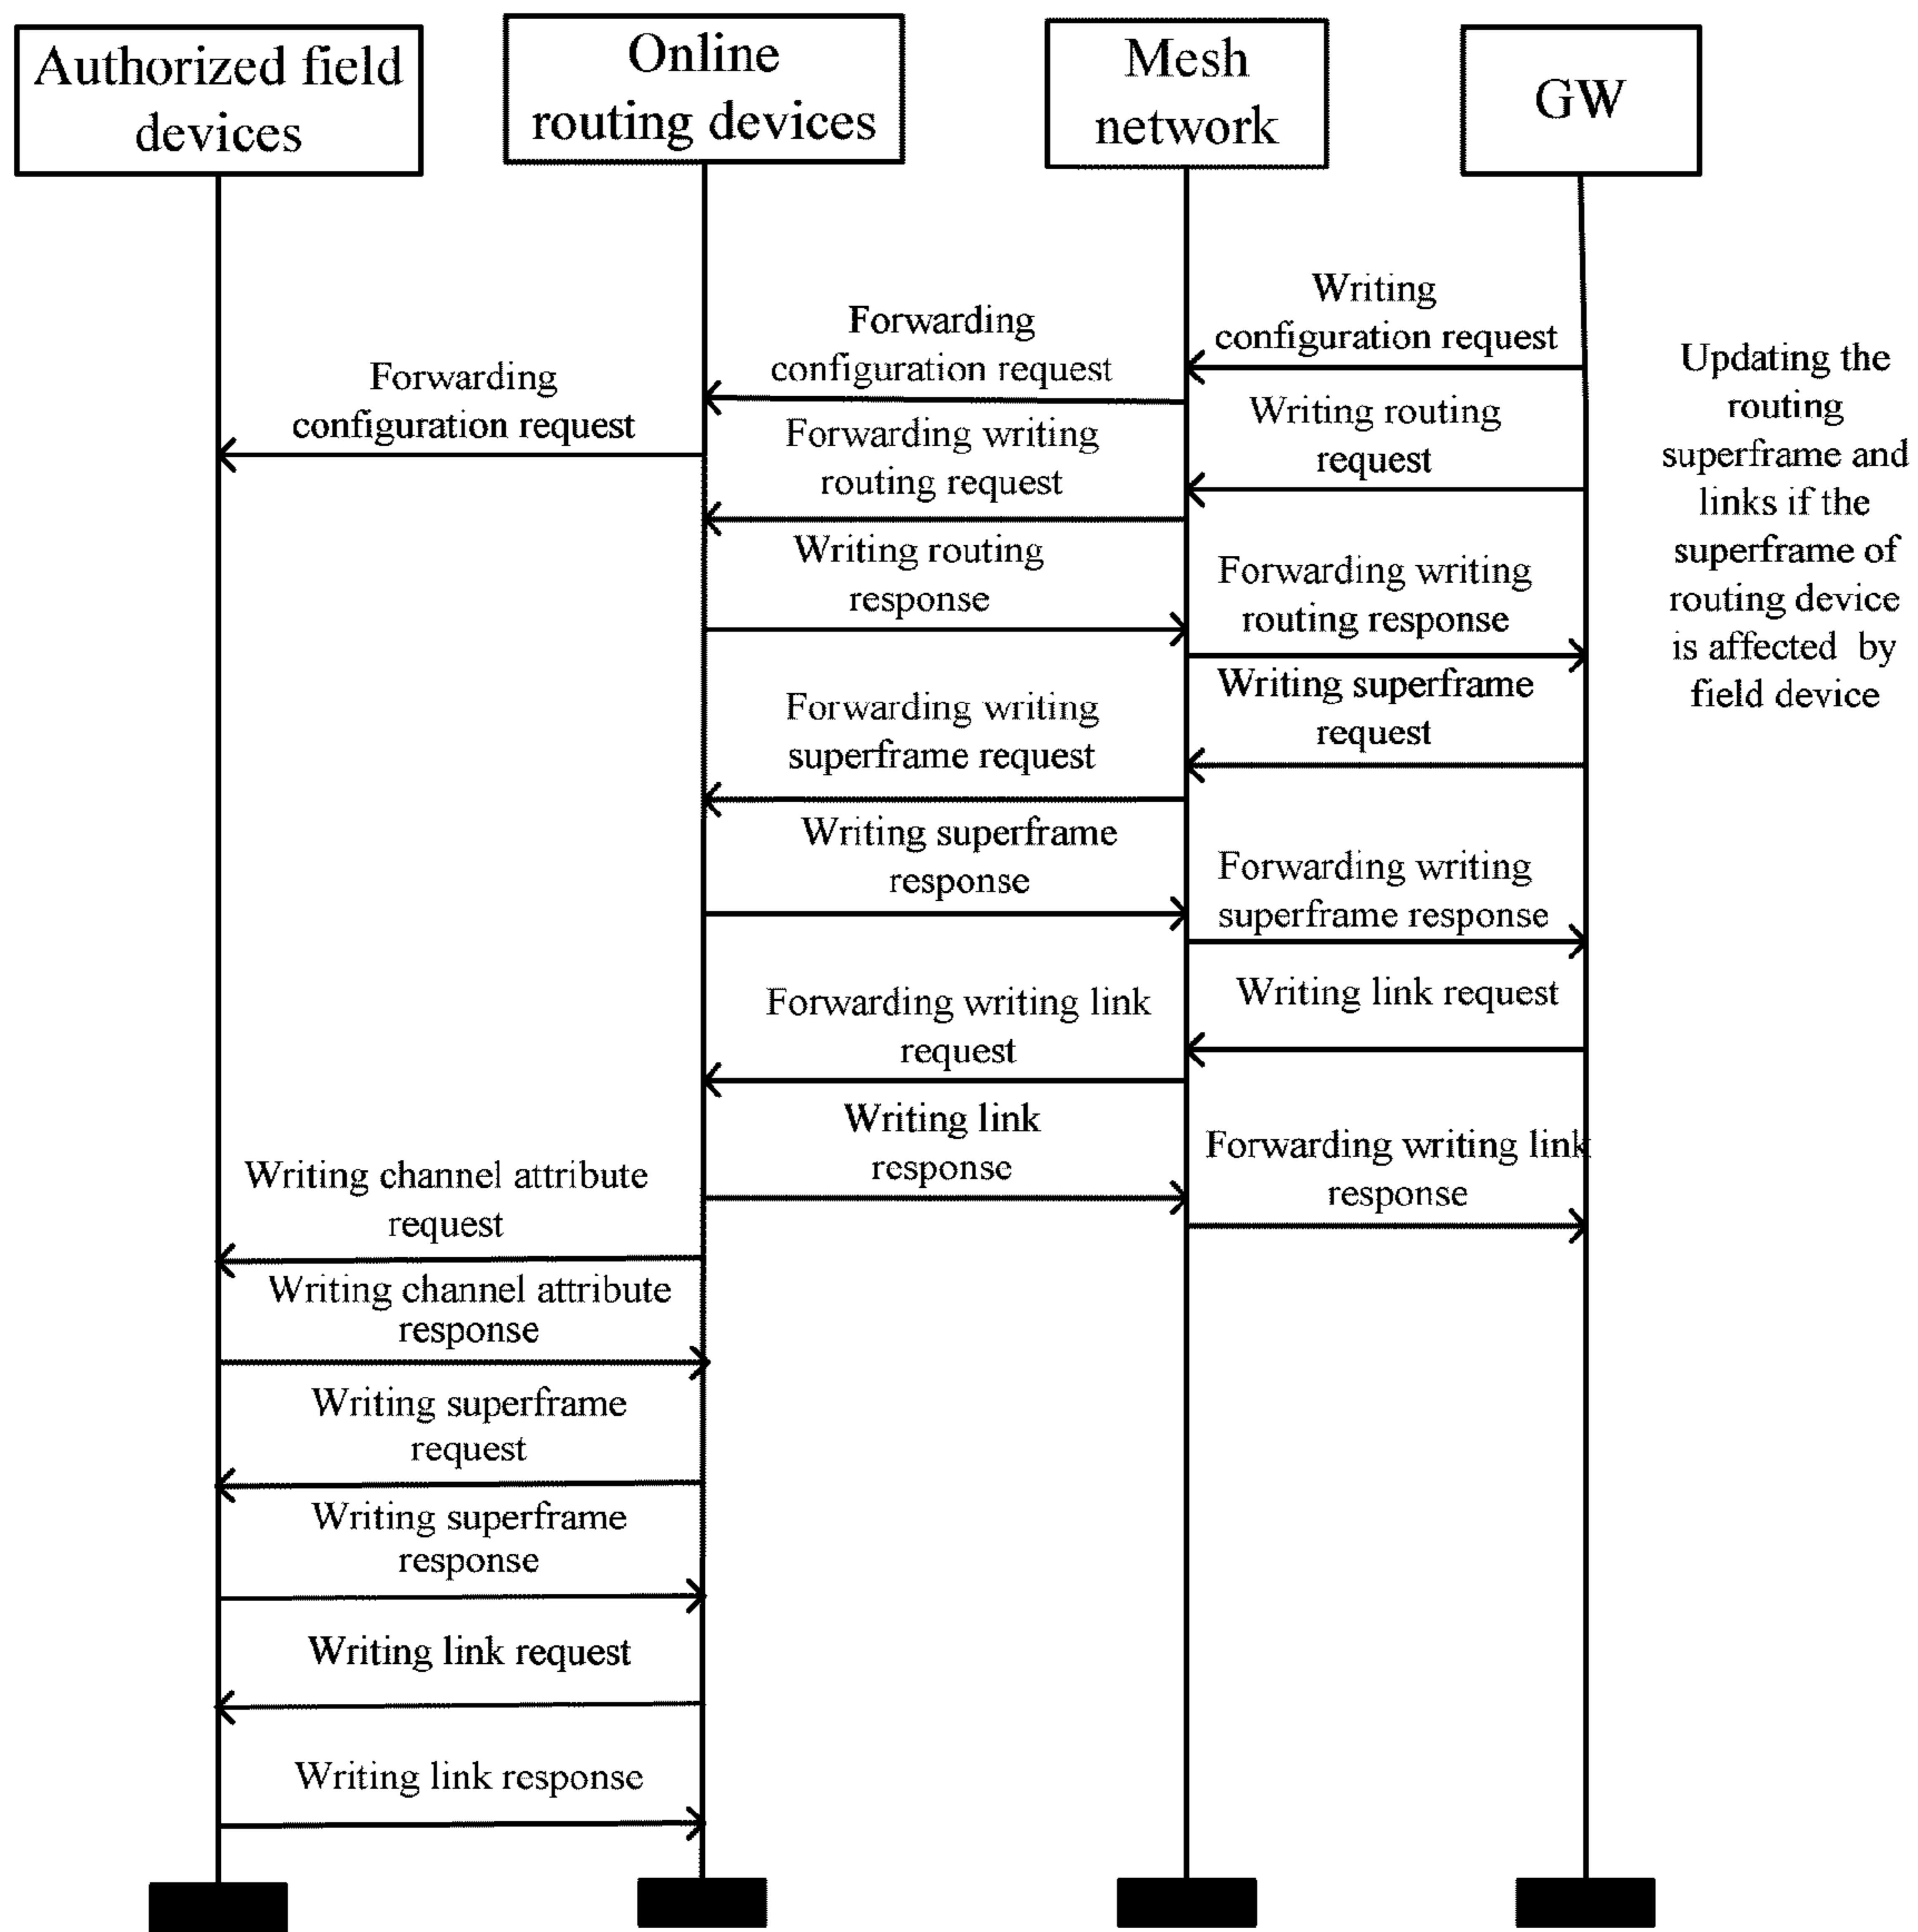 Authorized field
devices
Online
routing devices
Mesh
network
GW
Writing
configuration request
Forwarding
configuration request
Forwarding
configuration request
Updating the
routing
superframe and
links if the
superframe of
routing device
is affected by
field device
Writing routing
request
Forwarding writing
routing request
Writing routing
response
Forwarding writing
routing response
Writing superframe
request
Forwarding writing
superframe request
Writing superframe
response
Forwarding writing
superframe response
Writing link request
Forwarding writing link
request
Writing link
response
Forwarding writing link
response
Writing channel attribute
request
Writing channel attribute
response
Writing superframe
request
Writing superframe
response
Writing link request
Writing link response